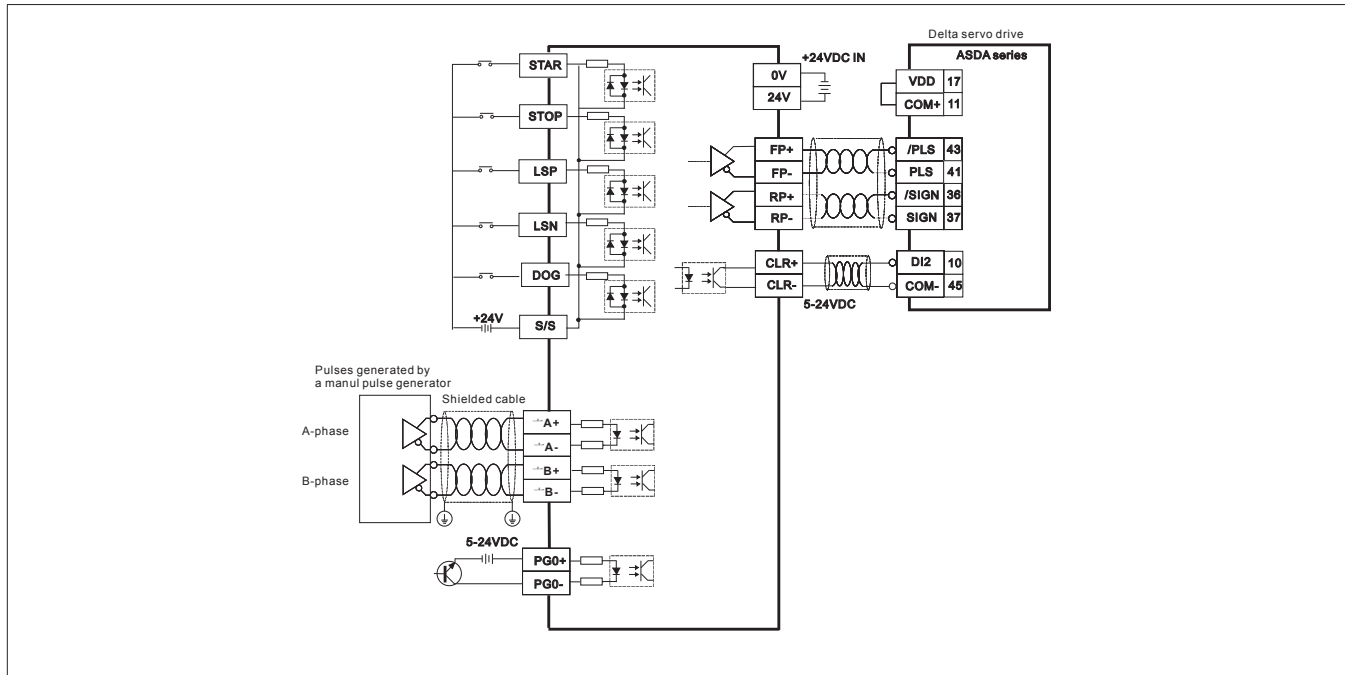 Delta servo drive
ASDA series
+24VDC IN
STAR
STOP
LSP
LSN
DOG
+24V
S/S
0V
24V
VDD 17
COM+ 11
FP+
FP-
RP+
RP-
/PLS 43
PLS 41
/SIGN 36
SIGN 37
CLR+
CLR-
5-24VDC
DI2 10
COM- 45
Pulses generated by
a manul pulse generator
Shielded cable
A-phase
B-phase
A+
A-
B+
B-
5-24VDC
PG0+
PG0-